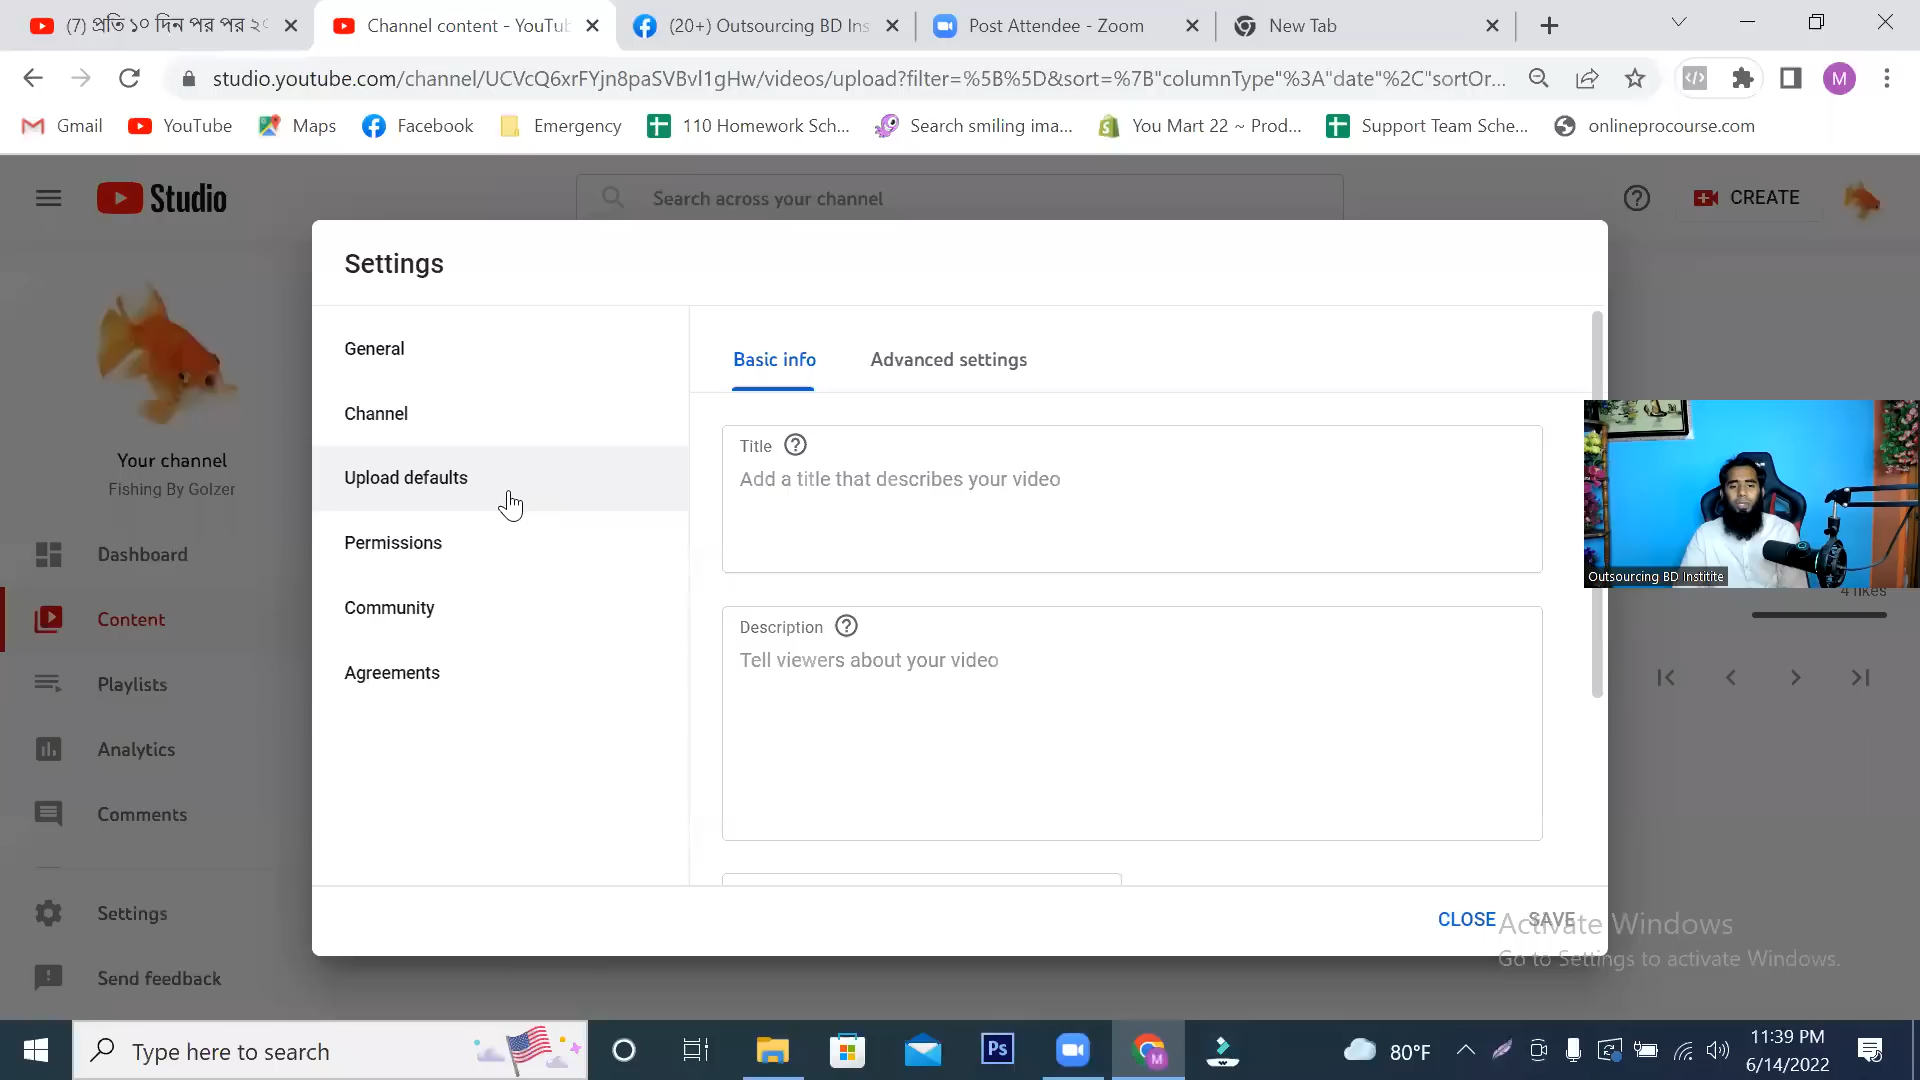 (7) প্রতি ১০ দিন পর পর ২৫
Channel content - YouTub
(20+) Outsourcing BD Ins
Post Attendee - Zoom
New Tab
studio.youtube.com/channel/UCVcQ6xrFYjn8paSVBvl1gHw/videos/upload?filter=%5B%5D&sort=%7B"columnType"%3A"date"%2C"sortOr...
M
Gmail
YouTube
Maps
Facebook
Emergency
110 Homework Sch...
Search smiling ima...
You Mart 22 ~ Prod...
Support Team Sche...
onlineprocourse.com
Studio
Search across your channel
CREATE
Settings
General
Channel
Upload defaults
Permissions
Community
Agreements
Basic info
Advanced settings
Title
Add a title that describes your video
Description
Tell viewers about your video
CLOSE
SAVE
Your channel
Fishing By Golzer
Dashboard
Content
Playlists
Analytics
Comments
Settings
Send feedback
Outsourcing BD Institite
4 likes
Activate Windows
Go to Settings to activate Windows.
Type here to search
Ps
M
80°F
11:39 PM
6/14/2022